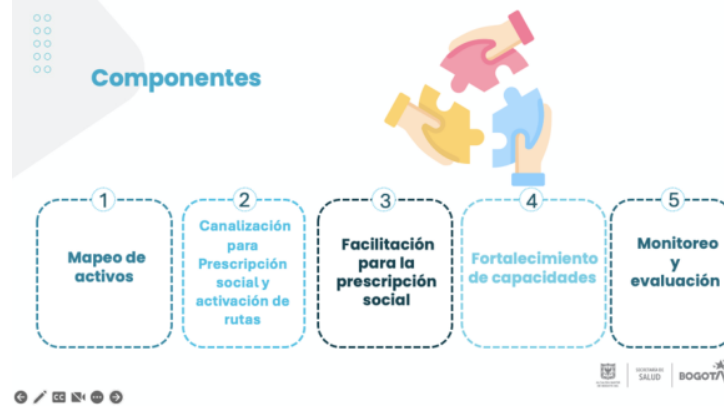 Componentes
1
Mapeo de
activos
2
Canalización
para
Prescripción
social y
activación de
rutas
3
Facilitación
para la
prescripción
social
4
Fortalecimiento
de capacidades
5
Monitoreo
y
evaluación
SALUD
BOGOTÁ
CC